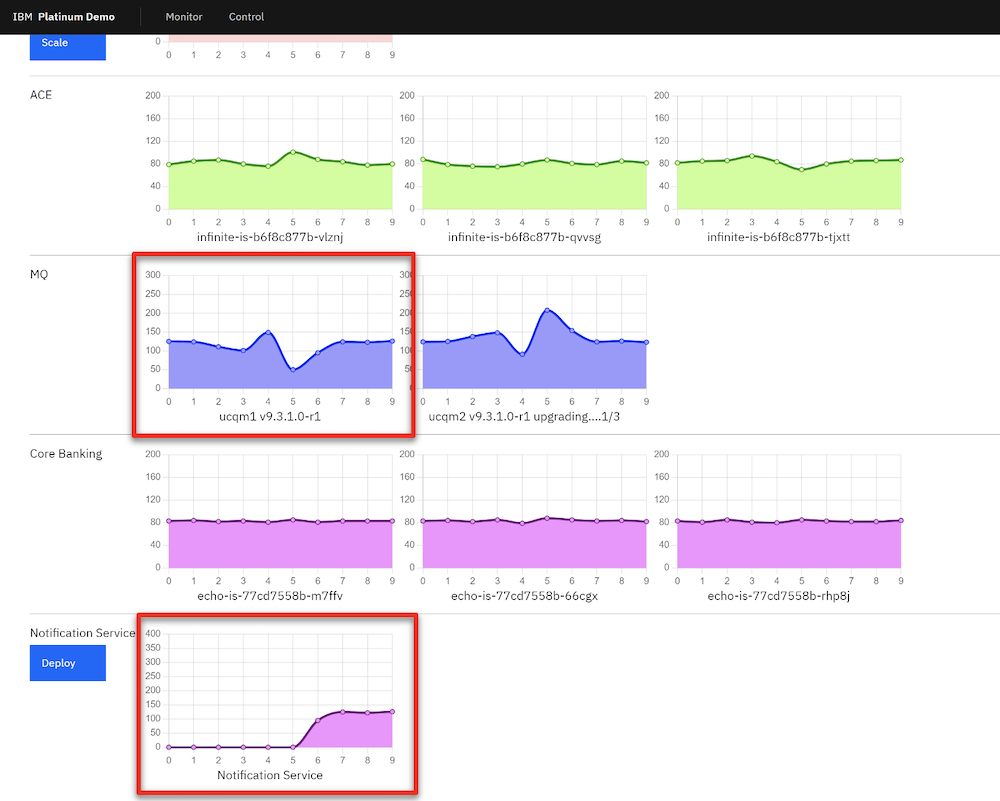 IBM Platinum Demo Monitor Control
Scale
0
0 1 2 3 4 5 6 7 8 9
ACE
200 200 200
160 160 160
120 120 120
80 80 80
40 40 40
0 0 0
0 1 2 3 4 5 6 7 8 9 0 1 2 3 4 5 6 7 8 9 0 1 2 3 4 5 6 7 8 9
infinite-is-b6f8c877b-vlznj infinite-is-b6f8c877b-qvvsg infinite-is-b6f8c877b-tjxtt
MQ
300 300
250 250
200 200
150 150
100 100
50 50
0 0
0 1 2 3 4 5 6 7 8 9 0 1 2 3 4 5 6 7 8 9
ucqm1 v9.3.1.0-r1 ucqm2 v9.3.1.0-r1 upgrading....1/3
Core Banking
200 200 200
160 160 160
120 120 120
80 80 80
40 40 40
0 0 0
0 1 2 3 4 5 6 7 8 9 0 1 2 3 4 5 6 7 8 9 0 1 2 3 4 5 6 7 8 9
echo-is-77cd7558b-m7ffv echo-is-77cd7558b-66cgx echo-is-77cd7558b-rhp8j
Notification Service
Deploy
400
350
300
250
200
150
100
50
0
0 1 2 3 4 5 6 7 8 9
Notification Service